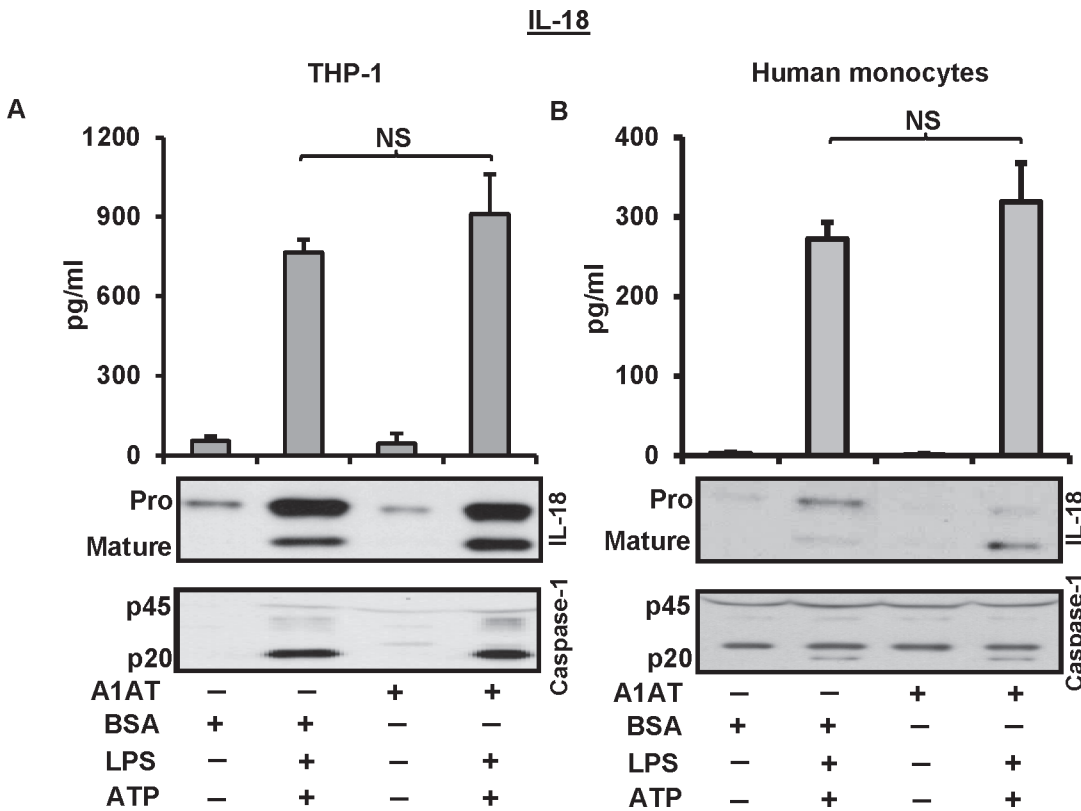 IL-18
THP-1
Human monocytes
A
B
NS
NS
1200
900
600
300
0
pg/ml
400
300
200
100
0
pg/ml
Pro
Mature
IL-18
p45
p20
Caspase-1
Pro
Mature
IL-18
p45
p20
Caspase-1
A1AT – – + +
BSA + + – –
LPS – + – +
ATP – + – +
A1AT – – + +
BSA + + – –
LPS – + – +
ATP – + – +